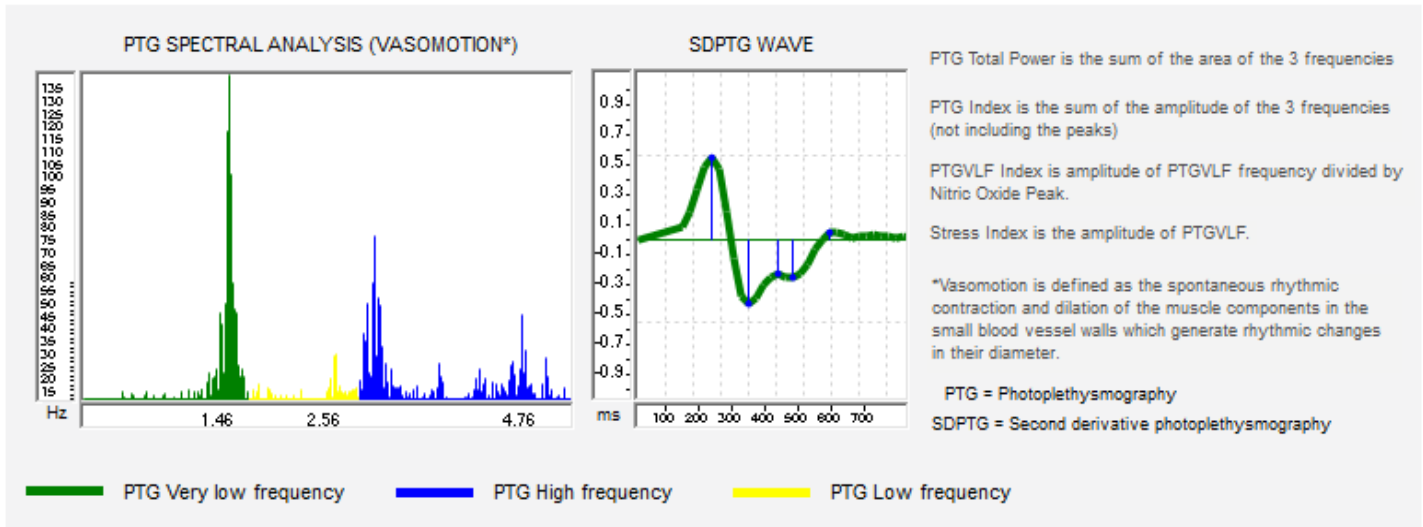 PTG SPECTRAL ANALYSIS (VASOMOTION*)
136
130
125
120
115
110
106
100
96
90
85
80
75
70
65
60
55
50
45
40
35
30
25
20
15
Hz
1.46
2.56
4.76
SDPTG WAVE
0.9
0.7
0.5
0.3
0.1
-0.1
-0.3
-0.5
-0.7
-0.9
ms
100 200 300 400 500 600 700
PTG Total Power is the sum of the area of the 3 frequencies
PTG Index is the sum of the amplitude of the 3 frequencies
(not including the peaks)
PTGVLF Index is amplitude of PTGVLF frequency divided by
Nitric Oxide Peak.
Stress Index is the amplitude of PTGVLF.
*Vasomotion is defined as the spontaneous rhythmic
contraction and dilation of the muscle components in the
small blood vessel walls which generate rhythmic changes
in their diameter.
PTG = Photoplethysmography
SDPTG = Second derivative photoplethysmography
PTG Very low frequency
PTG High frequency
PTG Low frequency